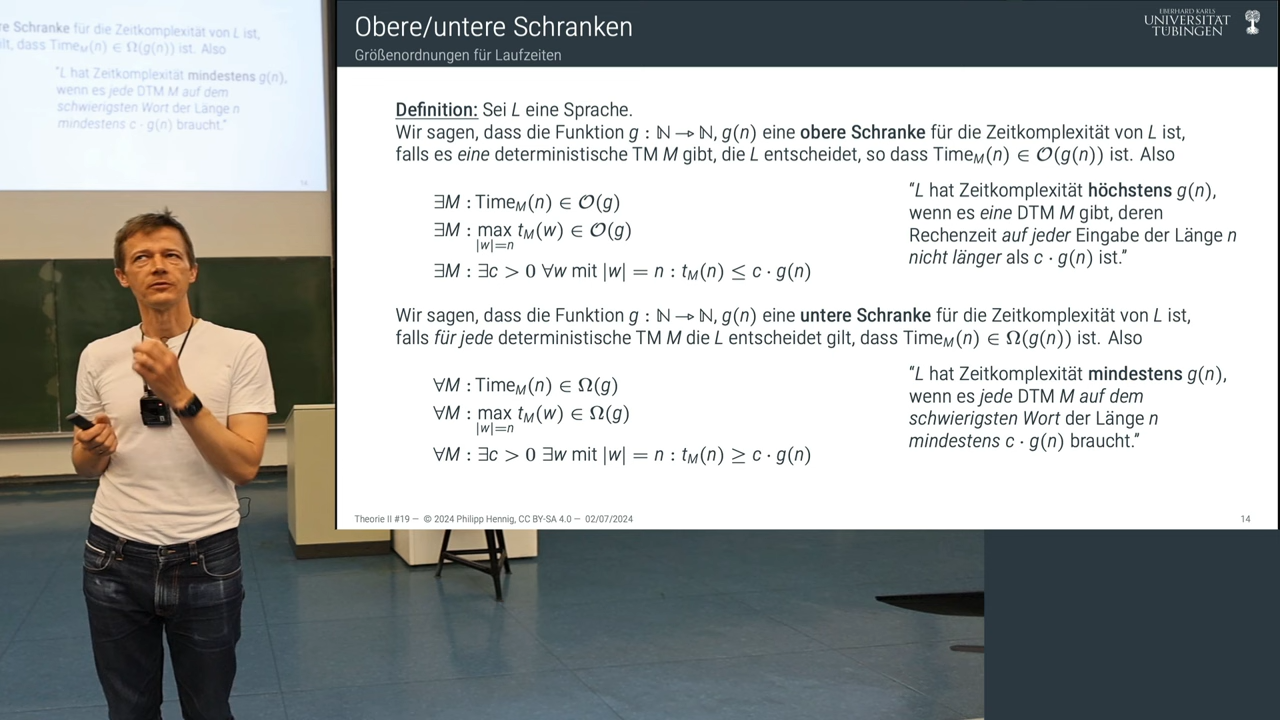 re Schranke für die Zeitkomplexität von L ist,
lt, dass Time_M(n) ∈ Ω(g(n)) ist. Also
"L hat Zeitkomplexität mindestens g(n),
wenn es jede DTM M auf dem
schwierigsten Wort der Länge n
mindestens c · g(n) braucht."
Obere/untere Schranken
Größenordnungen für Laufzeiten
EBERHARD KARLS
UNIVERSITÄT
TÜBINGEN
Definition: Sei L eine Sprache.
Wir sagen, dass die Funktion g : ℕ → ℕ, g(n) eine obere Schranke für die Zeitkomplexität von L ist,
falls es eine deterministische TM M gibt, die L entscheidet, so dass Time_M(n) ∈ 𝒪(g(n)) ist. Also
∃M : Time_M(n) ∈ 𝒪(g)
∃M : max_{|w|=n} t_M(w) ∈ 𝒪(g)
∃M : ∃c > 0 ∀w mit |w| = n : t_M(n) ≤ c · g(n)
"L hat Zeitkomplexität höchstens g(n),
wenn es eine DTM M gibt, deren
Rechenzeit auf jeder Eingabe der Länge n
nicht länger als c · g(n) ist."
Wir sagen, dass die Funktion g : ℕ → ℕ, g(n) eine untere Schranke für die Zeitkomplexität von L ist,
falls für jede deterministische TM M die L entscheidet gilt, dass Time_M(n) ∈ Ω(g(n)) ist. Also
∀M : Time_M(n) ∈ Ω(g)
∀M : max_{|w|=n} t_M(w) ∈ Ω(g)
∀M : ∃c > 0 ∃w mit |w| = n : t_M(n) ≥ c · g(n)
"L hat Zeitkomplexität mindestens g(n),
wenn es jede DTM M auf dem
schwierigsten Wort der Länge n
mindestens c · g(n) braucht."
Theorie II #19 — © 2024 Philipp Hennig, CC BY-SA 4.0 — 02/07/2024
14